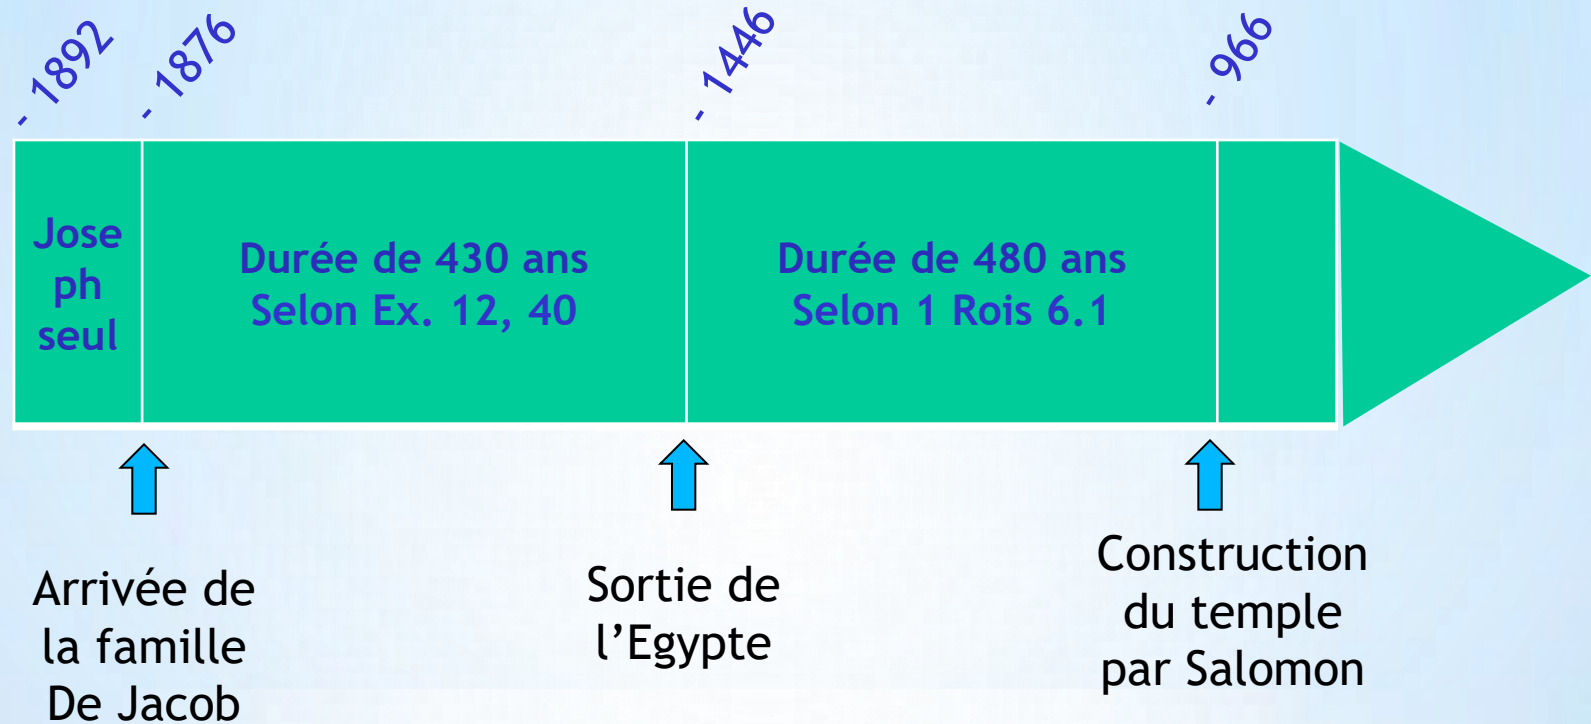 - 1892
- 1876
- 1446
- 966
Jose
ph
seul
Durée de 430 ans
Selon Ex. 12, 40
Durée de 480 ans
Selon 1 Rois 6.1
Arrivée de
la famille
De Jacob
Sortie de
l’Egypte
Construction
du temple
par Salomon